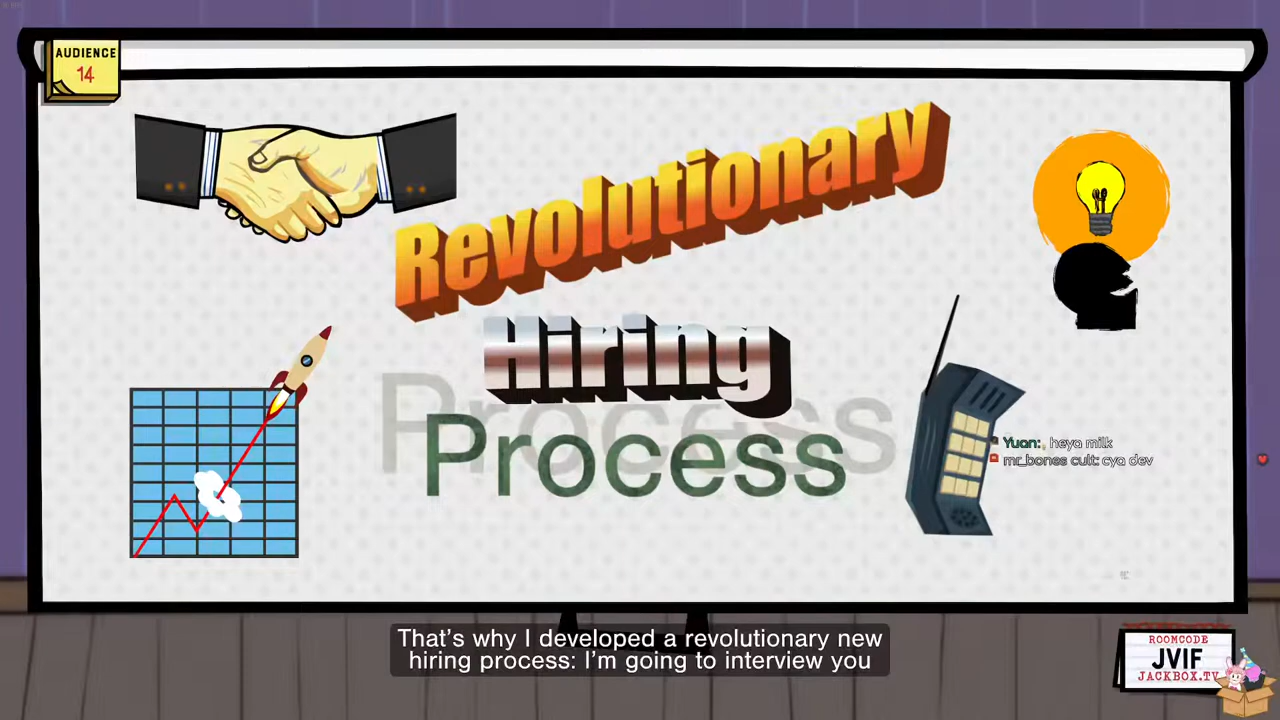 AUDIENCE
14
Revolutionary
Hiring
Process
Yuan: heya milk
mr_bones cult: cya dev
That's why I developed a revolutionary new
hiring process: I'm going to interview you
ROOMCODE
JVIF
JACKBOX.TV